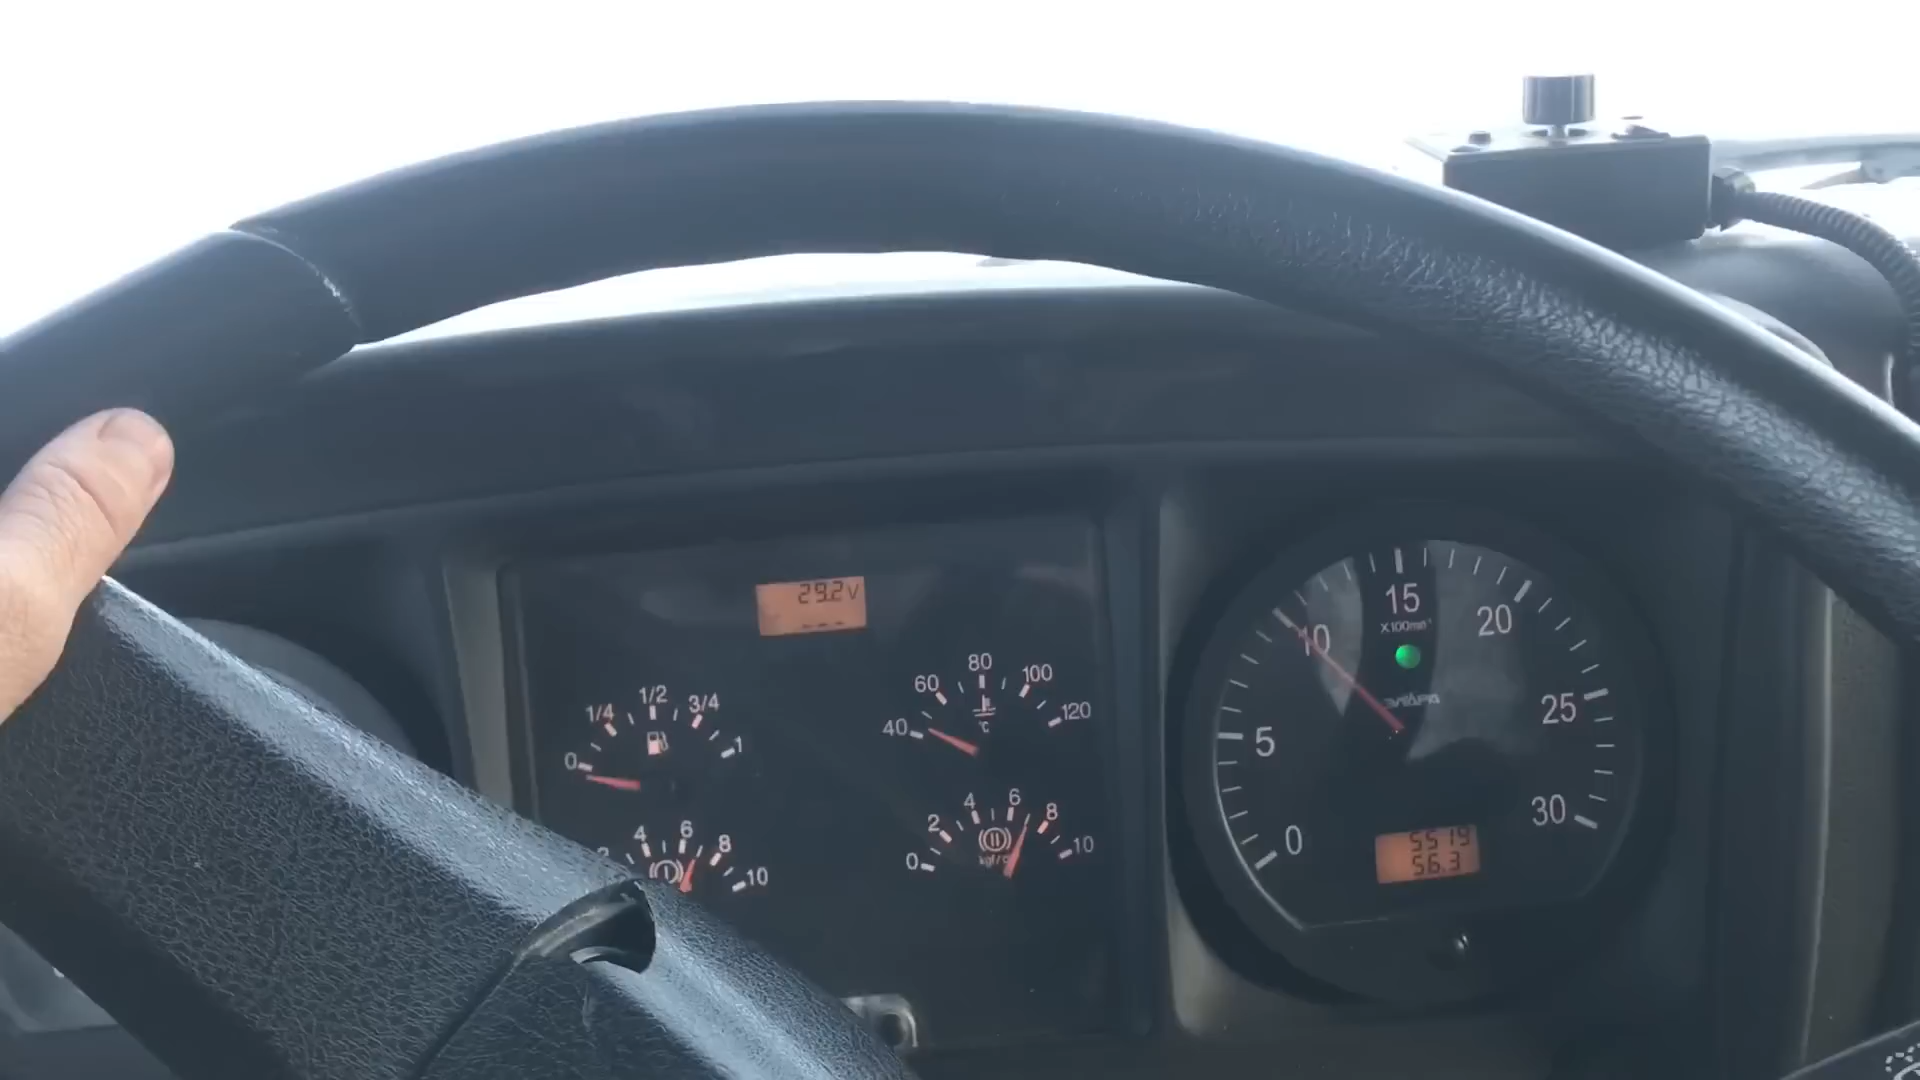 29.2V
---
0 1/4 1/2 3/4 1
40 60 80 100 120
°C
2 4 6 8 10
0 2 4 6 8 10
0 5 10 15 20 25 30
X100min⁻¹
5519
56.3